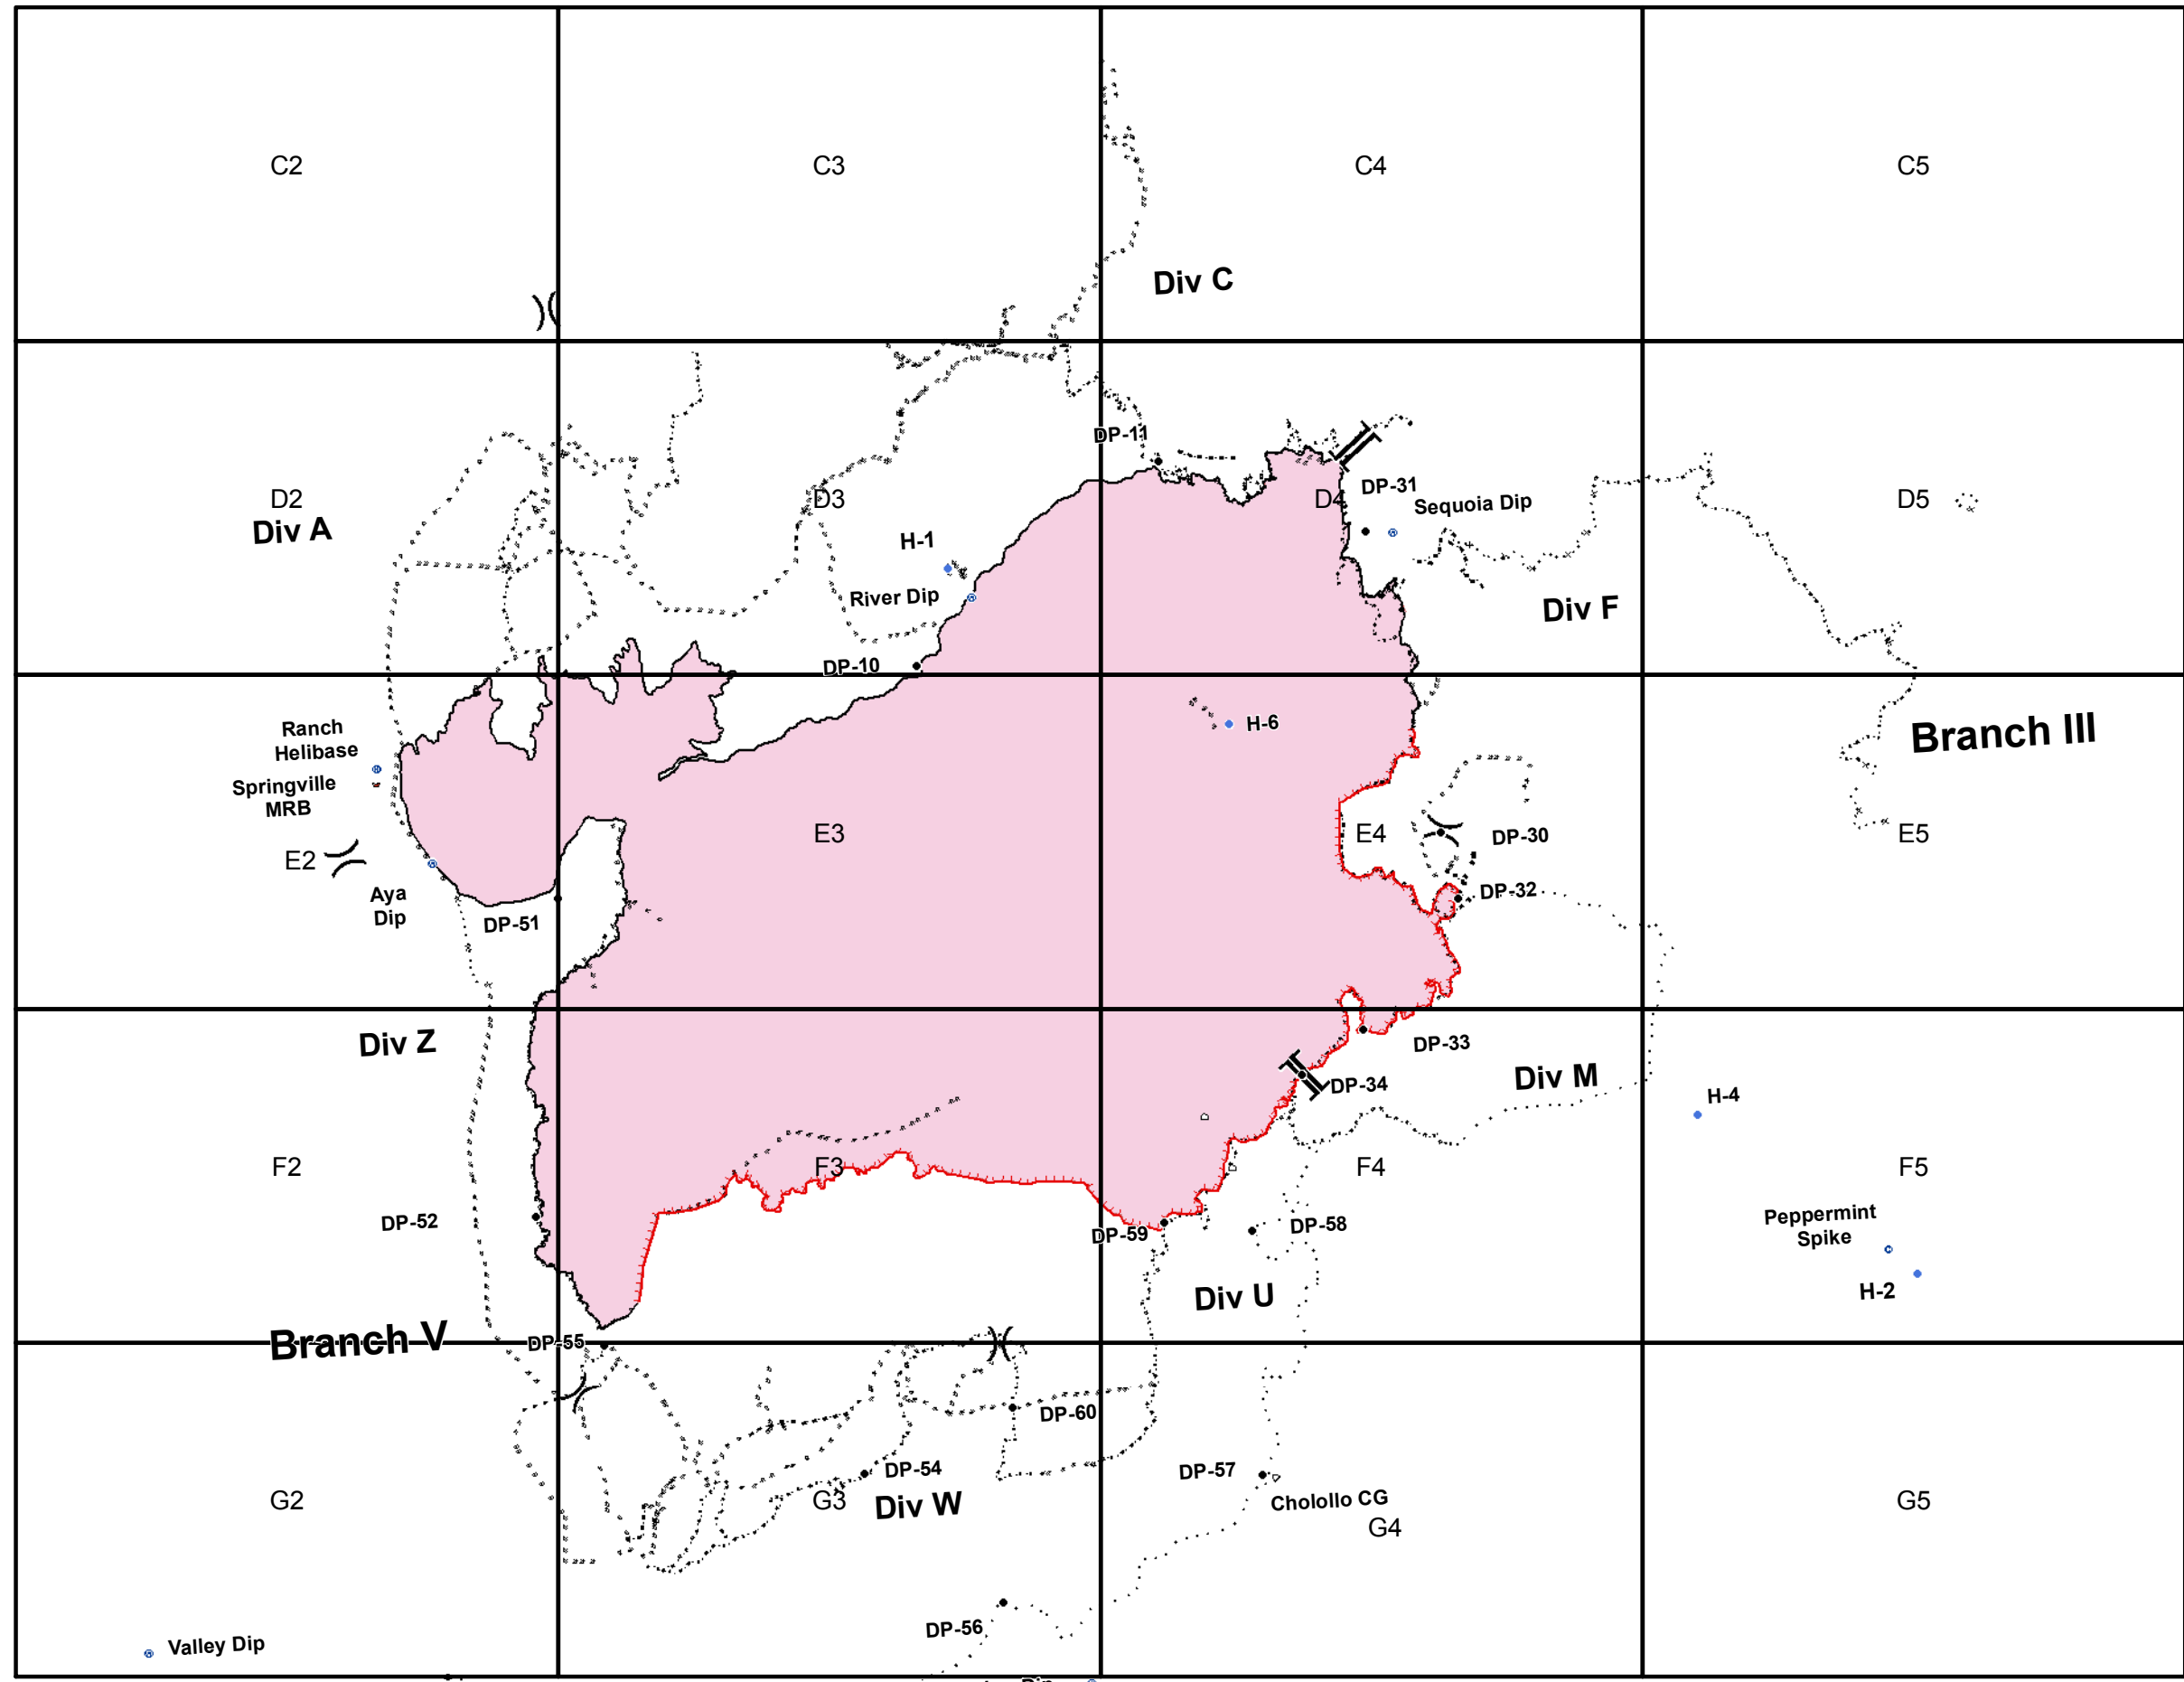 C2
C3
C4
C5
Div C
DP-11
D2
D3
D4
DP-31
Sequoia Dip
D5
Div A
H-1
River Dip
Div F
DP-10
Ranch
Helibase
H-6
Branch III
Springville
MRB
E2
E3
E4
DP-30
E5
Aya
Dip
DP-51
DP-32
Div Z
DP-33
Div M
DP-34
H-4
F2
F3
F4
F5
DP-52
DP-59
DP-58
Peppermint
Spike
Div U
H-2
Branch V
DP-55
DP-60
DP-54
DP-57
G2
G3
Div W
Cholollo CG
G4
G5
DP-56
Valley Dip